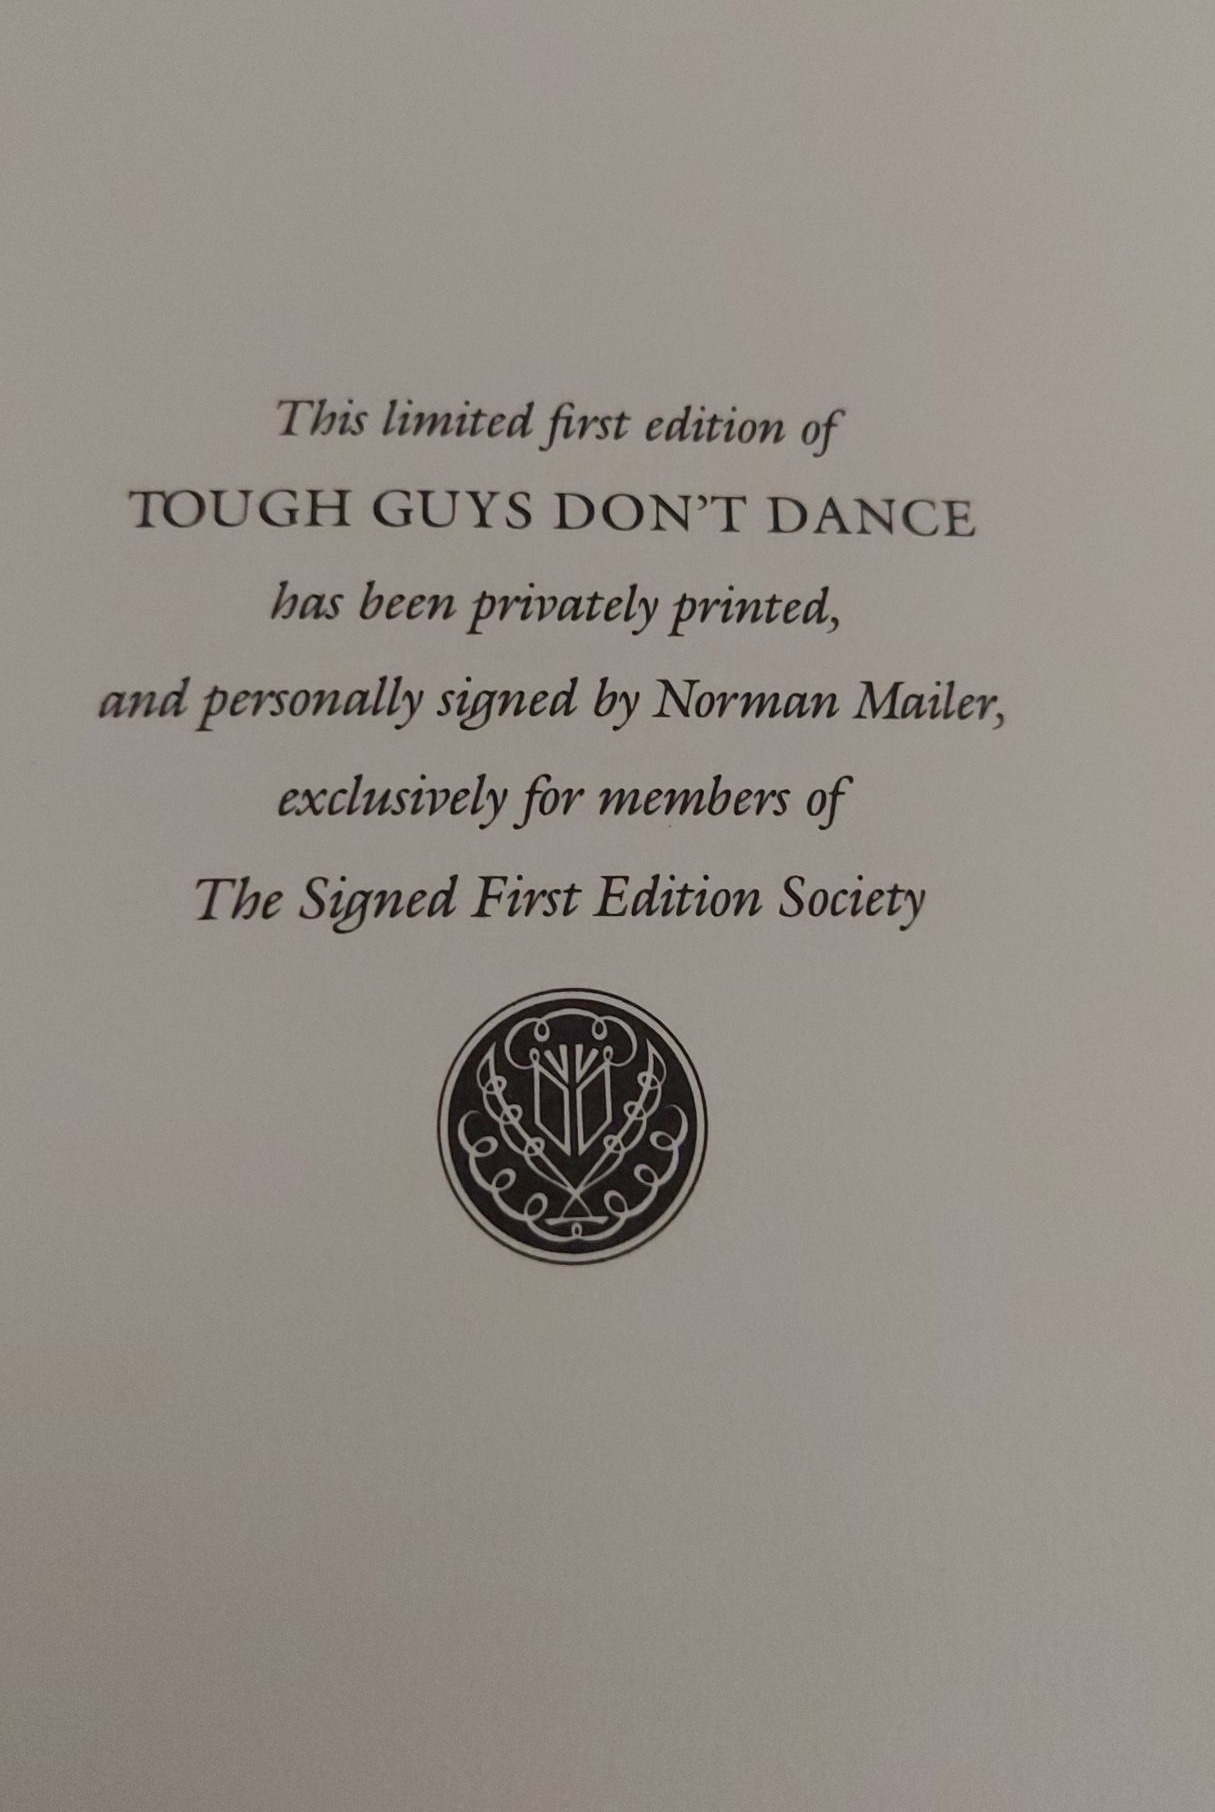 This limited first edition of
TOUGH GUYS DON'T DANCE
has been privately printed,
and personally signed by Norman Mailer,
exclusively for members of
The Signed First Edition Society